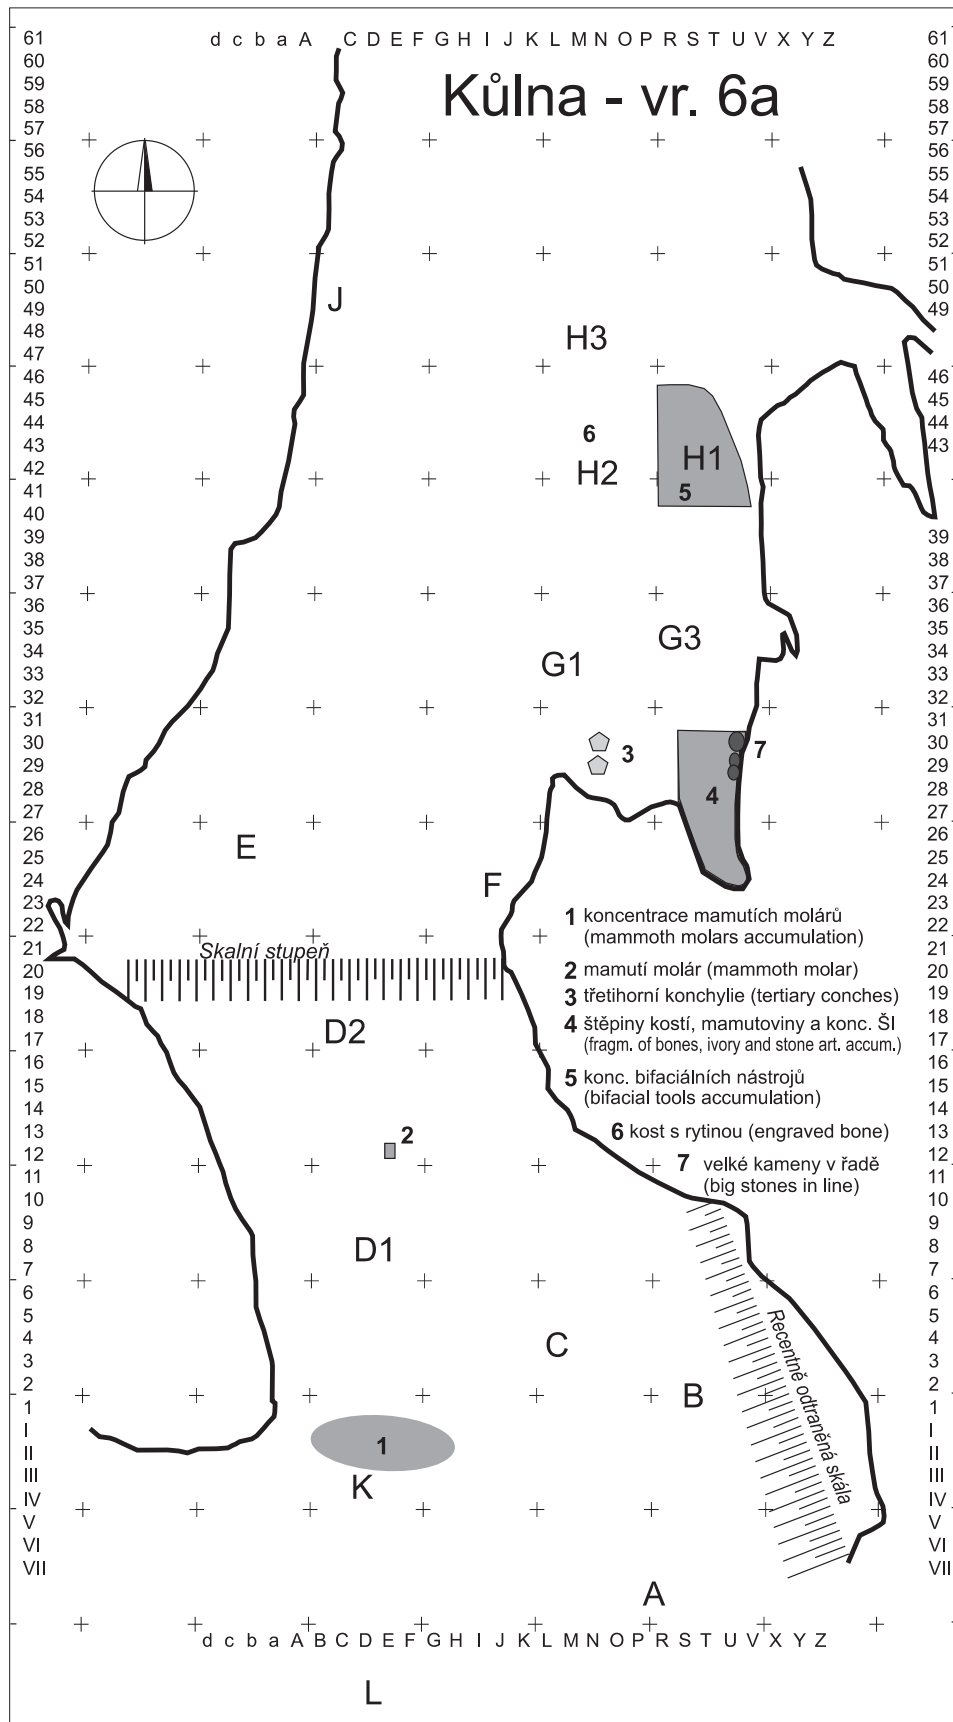 d c b a A C D E F G H I J K L M N O P R S T U V X Y Z
Kůlna - vr. 6a
61 61
60 60
59 59
58 58
57 57
56 56
55 55
54 54
53 53
52 52
51 51
50 50
49 49
48
47
46 46
45 45
44 44
43 43
42
41
40
39 39
38 38
37 37
36 36
35 35
34 34
33 33
32 32
31 31
30 30
29 29
28 28
27 27
26 26
25 25
24 24
23 23
22 22
21 21
20 20
19 19
18 18
17 17
16 16
15 15
14 14
13 13
12 12
11 11
10 10
9 9
8 8
7 7
6 6
5 5
4 4
3 3
2 2
1 1
I I
II II
III III
IV IV
V V
VI VI
VII VII
J
H3
6
H2
H1
5
G3
G1
3
7
4
E
F
Skalní stupeň
D2
2
D1
C
B
1
K
A
L
1 koncentrace mamutích molárů
(mammoth molars accumulation)
2 mamutí molár (mammoth molar)
3 třetihorní konchylie (tertiary conches)
4 štěpiny kostí, mamutoviny a konc. ŠI
(fragm. of bones, ivory and stone art. accum.)
5 konc. bifaciálních nástrojů
(bifacial tools accumulation)
6 kost s rytinou (engraved bone)
7 velké kameny v řadě
(big stones in line)
Recentně odtraněná skála
d c b a A B C D E F G H I J K L M N O P R S T U V X Y Z